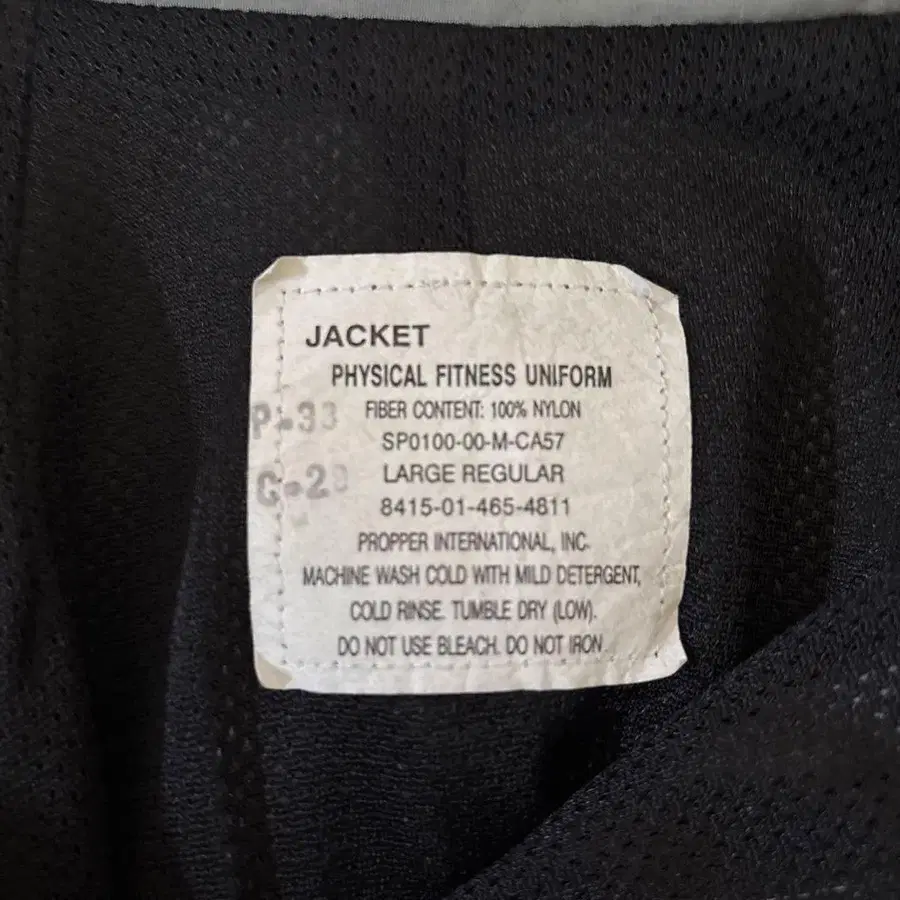 JACKET
PHYSICAL FITNESS UNIFORM
FIBER CONTENT: 100% NYLON
SP0100-00-M-CA57
LARGE REGULAR
8415-01-465-4811
PROPPER INTERNATIONAL, INC.
MACHINE WASH COLD WITH MILD DETERGENT,
COLD RINSE. TUMBLE DRY (LOW).
DO NOT USE BLEACH. DO NOT IRON.
P-33